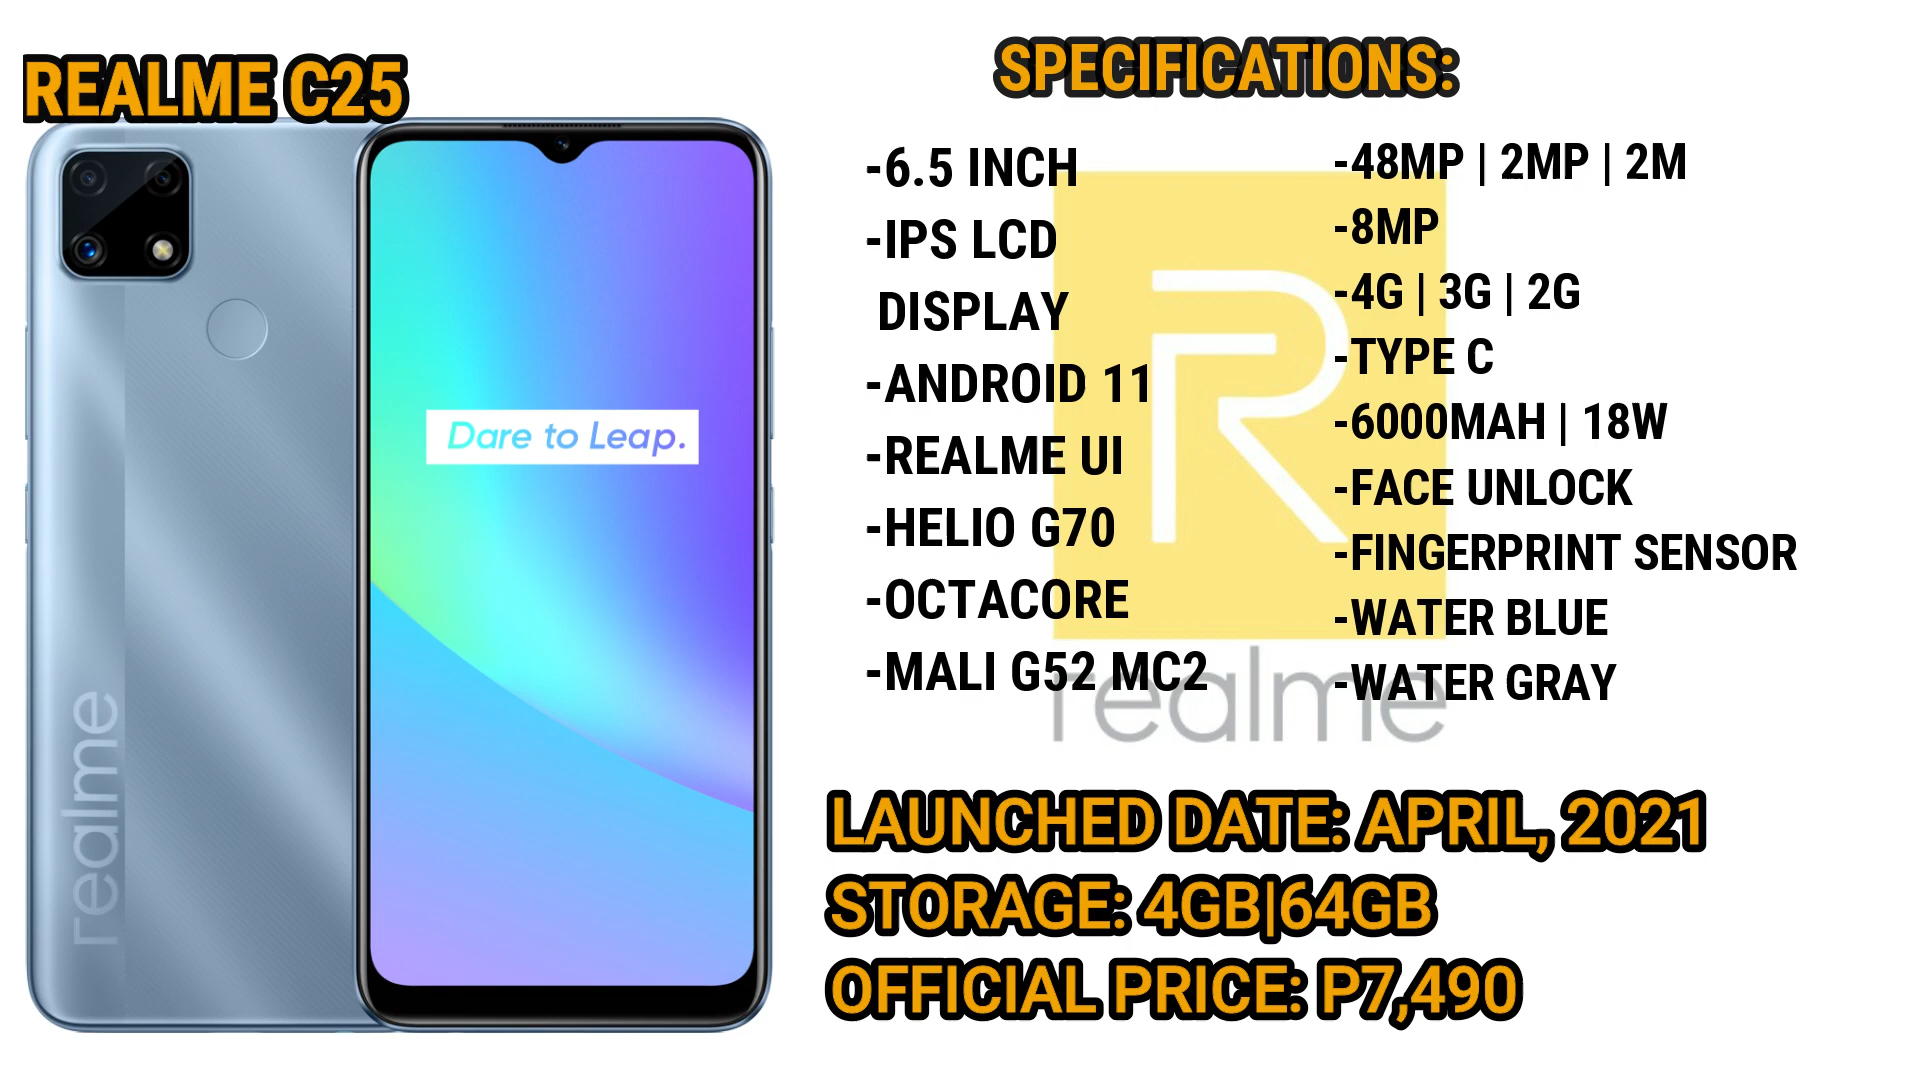 REALME C25
realme
Dare to Leap.
SPECIFICATIONS:
-6.5 INCH
-IPS LCD
DISPLAY
-ANDROID 11
-REALME UI
-HELIO G70
-OCTACORE
-MALI G52 MC2
-48MP | 2MP | 2M
-8MP
-4G | 3G | 2G
-TYPE C
-6000MAH | 18W
-FACE UNLOCK
-FINGERPRINT SENSOR
-WATER BLUE
-WATER GRAY
realme
LAUNCHED DATE: APRIL, 2021
STORAGE: 4GB|64GB
OFFICIAL PRICE: P7,490